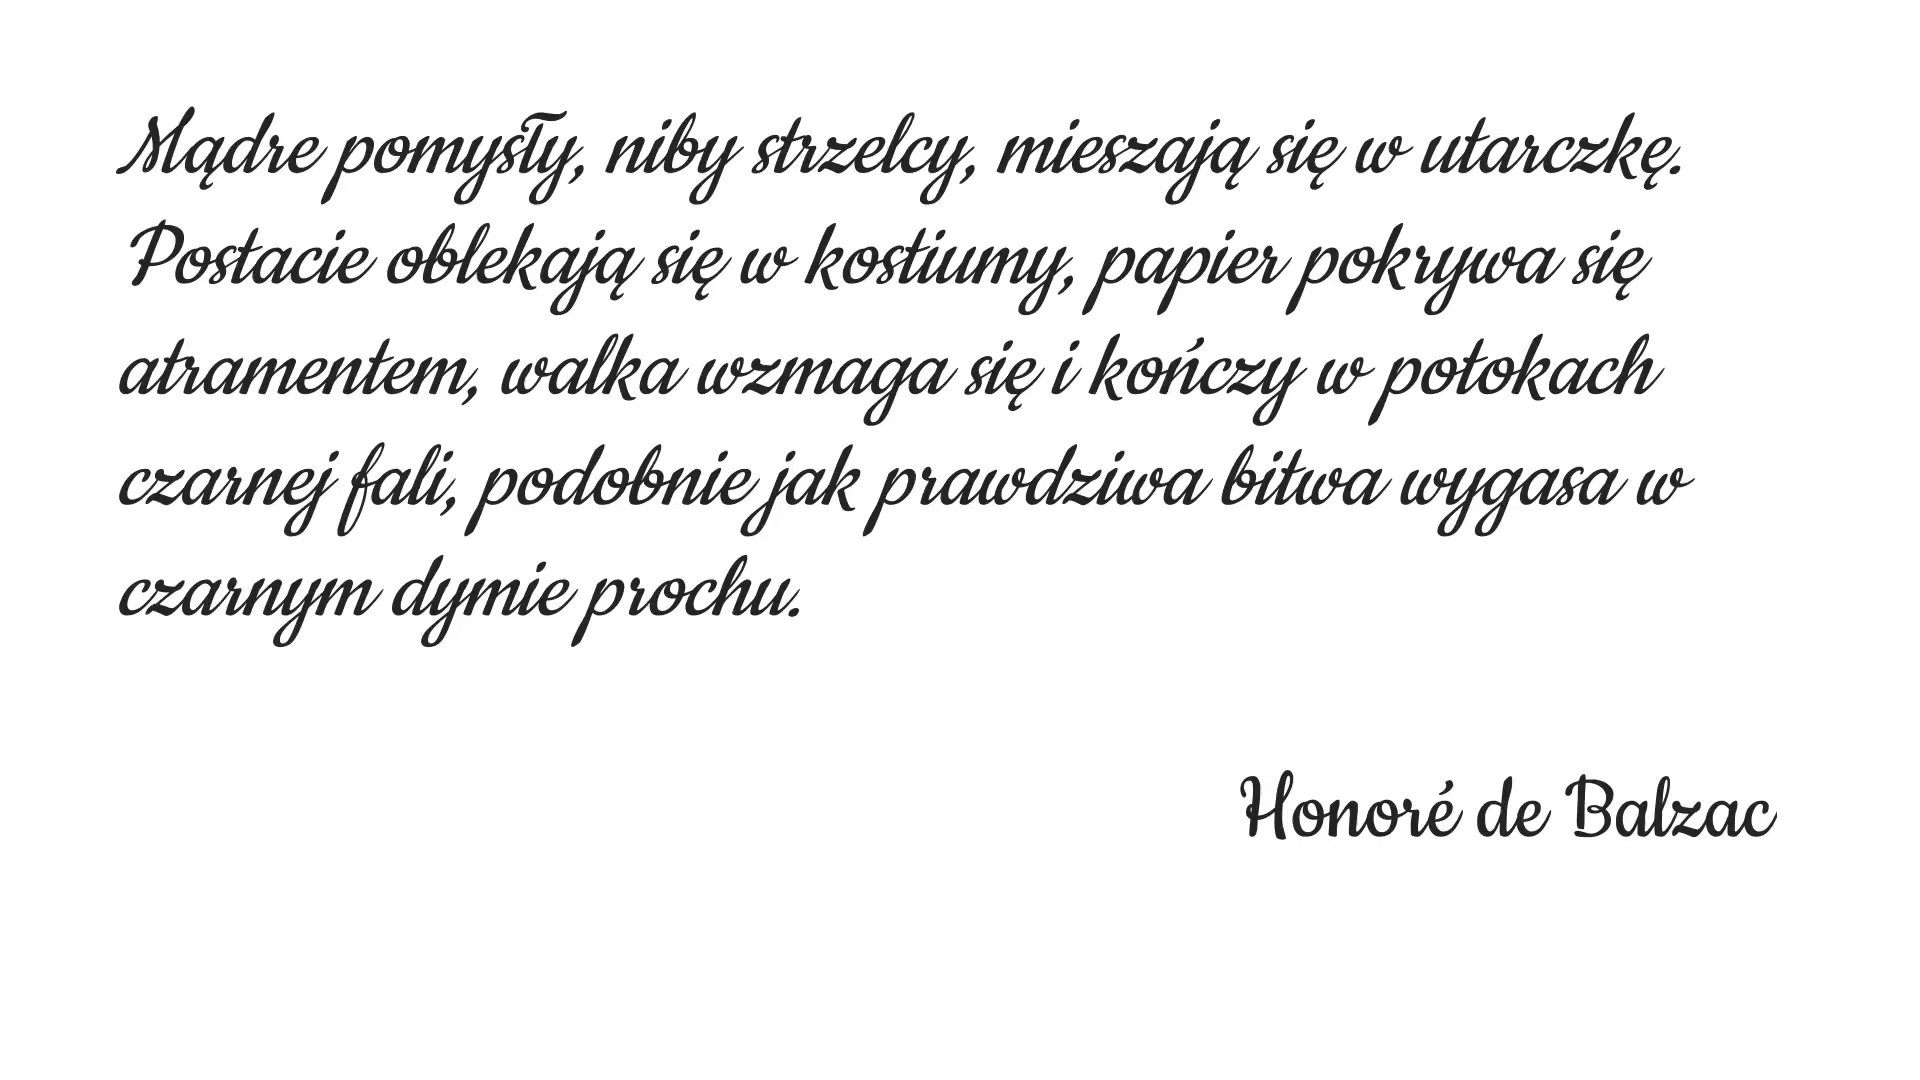 Mądre pomysły, niby strzelcy, mieszają się w utarczkę.
Postacie oblekają się w kostiumy, papier pokrywa się
atramentem, walka wzmaga się i kończy w potokach
czarnej fali, podobnie jak prawdziwa bitwa wygasa w
czarnym dymie prochu.
Honoré de Balzac